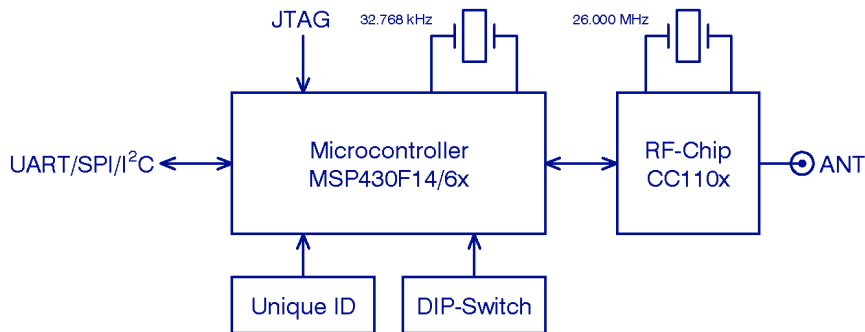 JTAG
32.768 kHz
26.000 MHz
UART/SPI/I²C
Microcontroller
MSP430F14/6x
RF-Chip
CC110x
ANT
Unique ID
DIP-Switch